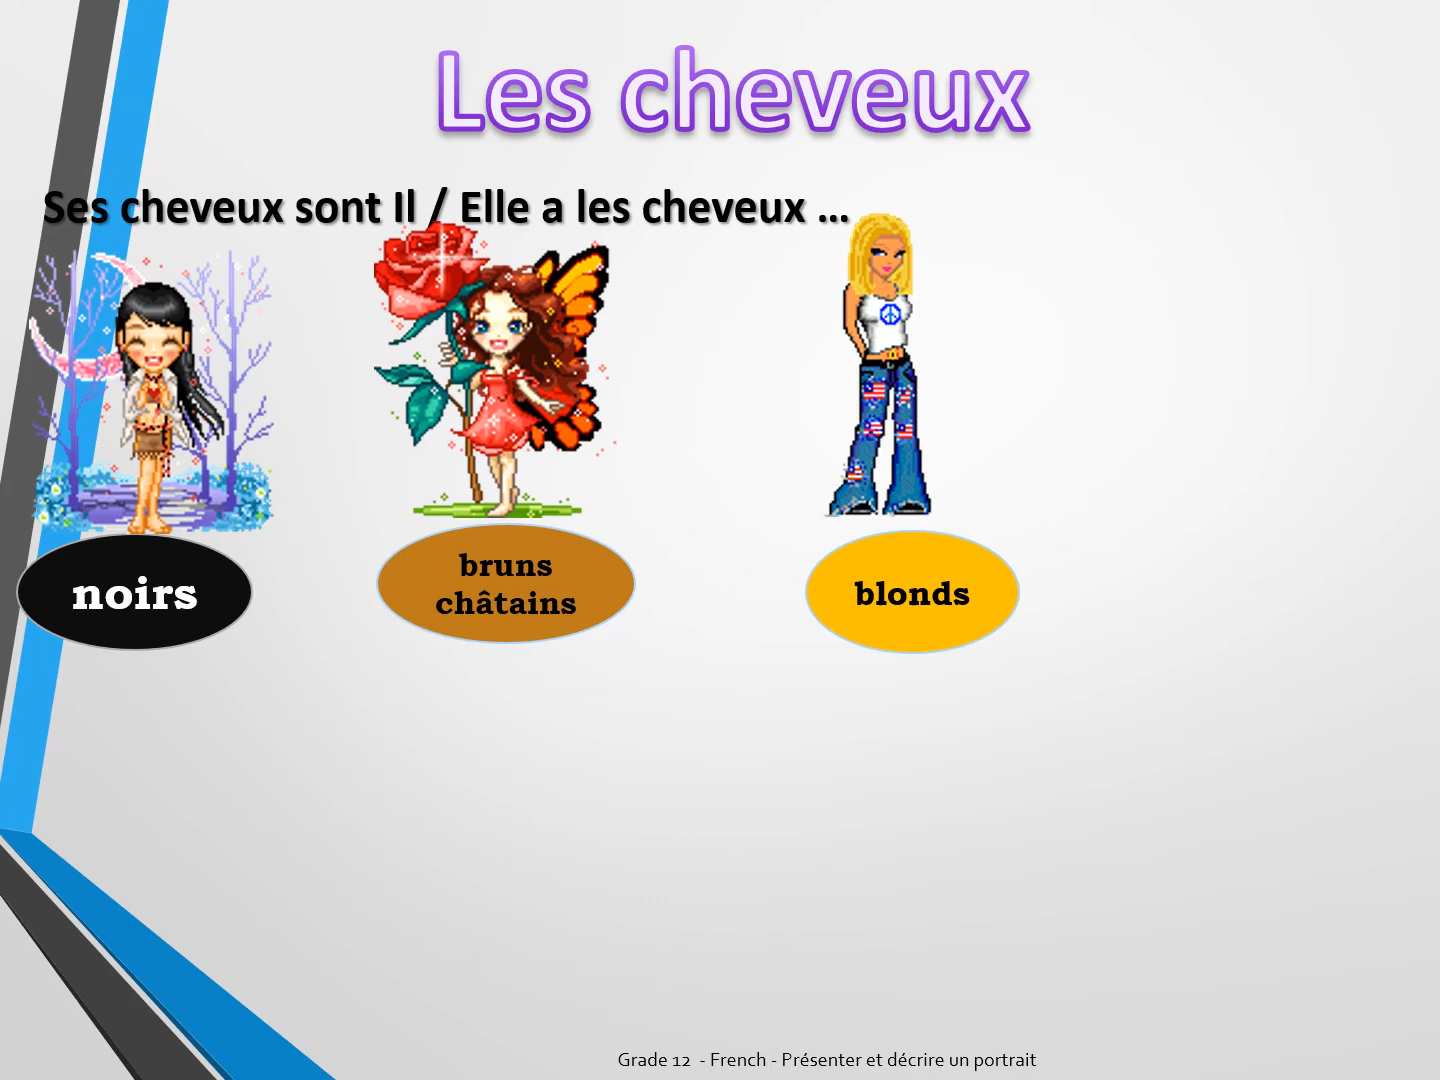 Les cheveux
Ses cheveux sont Il / Elle a les cheveux ...
noirs
bruns
châtains
blonds
Grade 12 - French - Présenter et décrire un portrait